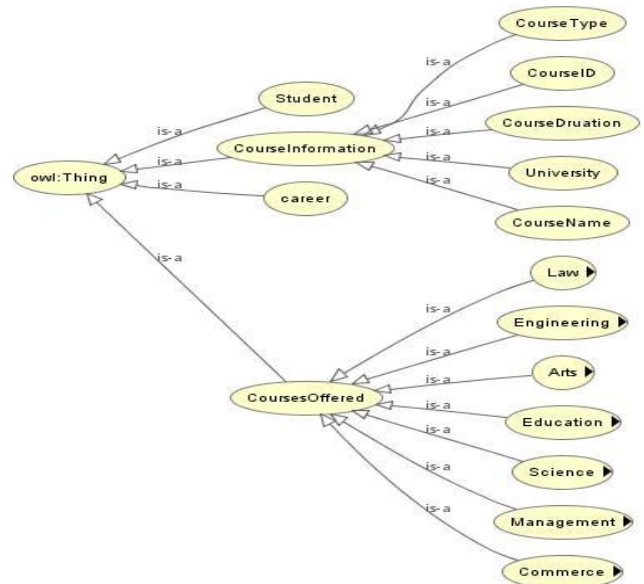 CourseType
is-a
CourseID
is-a
Student
is-a
CourseDruation
is-a
is-a
CourseInformation
is-a
owl:Thing
is-a
University
is-a
career
is-a
CourseName
is-a
Law
is-a
Engineering
is-a
Arts
is-a
CoursesOffered
is-a
Education
is-a
Science
is-a
Management
is-a
Commerce